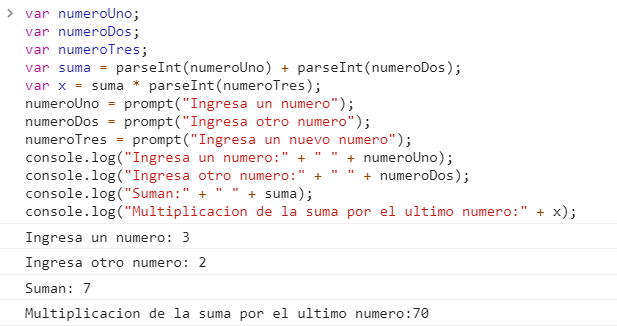 var numeroUno;
var numeroDos;
var numeroTres;
var suma = parseInt(numeroUno) + parseInt(numeroDos);
var x = suma * parseInt(numeroTres);
numeroUno = prompt("Ingresa un numero");
numeroDos = prompt("Ingresa otro numero");
numeroTres = prompt("Ingresa un nuevo numero");
console.log("Ingresa un numero:" + " " + numeroUno);
console.log("Ingresa otro numero:" + " " + numeroDos);
console.log("Suman:" + " " + suma);
console.log("Multiplicacion de la suma por el ultimo numero:" + x);
Ingresa un numero: 3
Ingresa otro numero: 2
Suman: 7
Multiplicacion de la suma por el ultimo numero:70